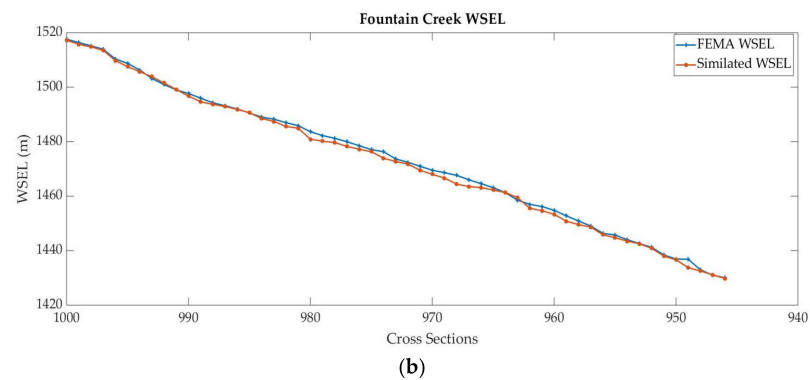 Fountain Creek WSEL
1520
FEMA WSEL
Similated WSEL
1500
1480
WSEL (m)
1460
1440
1420
1000 990 980 970 960 950 940
Cross Sections
(b)